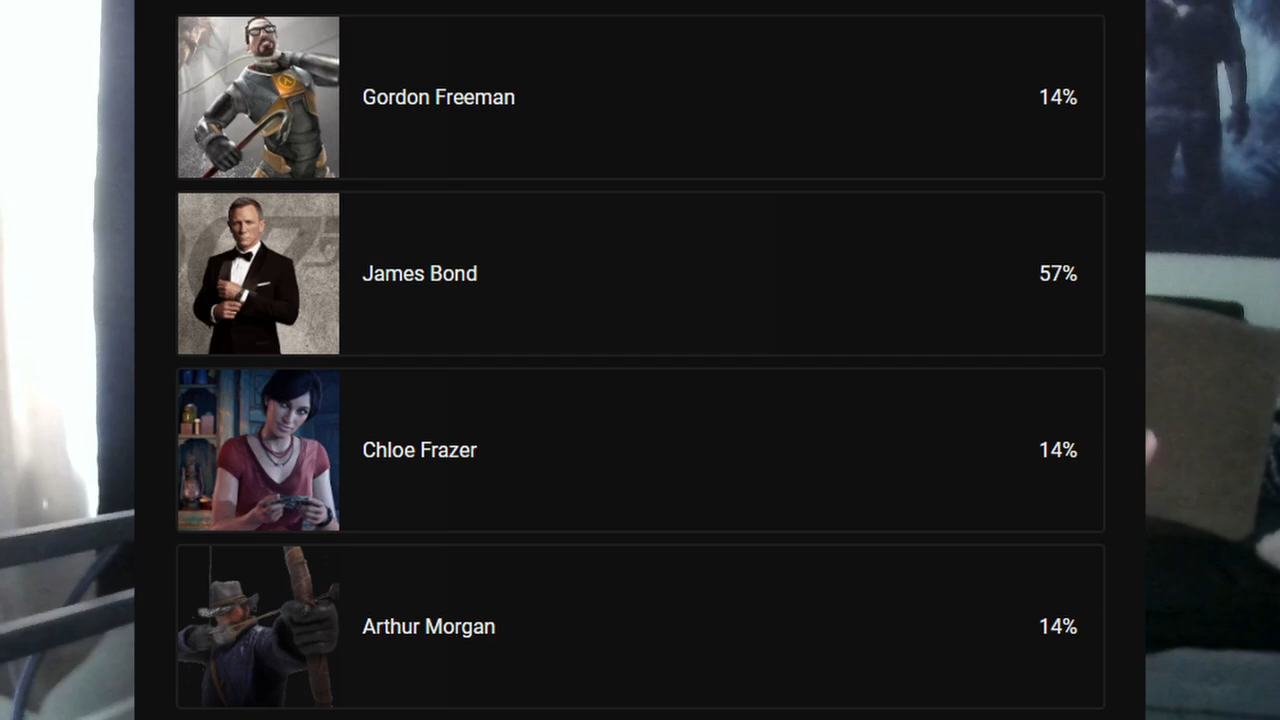 Gordon Freeman 14%
James Bond 57%
Chloe Frazer 14%
Arthur Morgan 14%